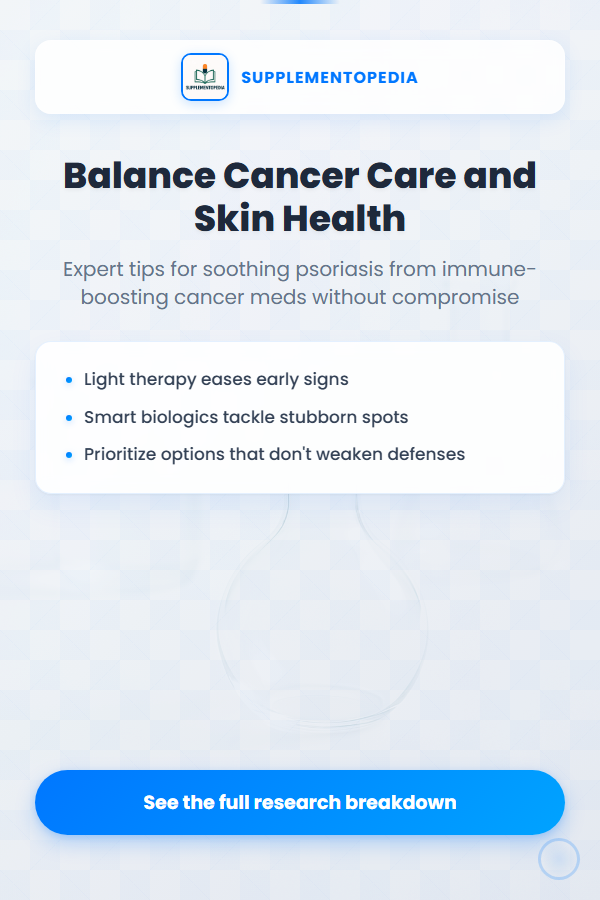 SUPPLEMENTOPEDIA
SUPPLEMENTOPEDIA
Balance Cancer Care and
Skin Health
Expert tips for soothing psoriasis from immune-
boosting cancer meds without compromise
Light therapy eases early signs
Smart biologics tackle stubborn spots
Prioritize options that don't weaken defenses
See the full research breakdown